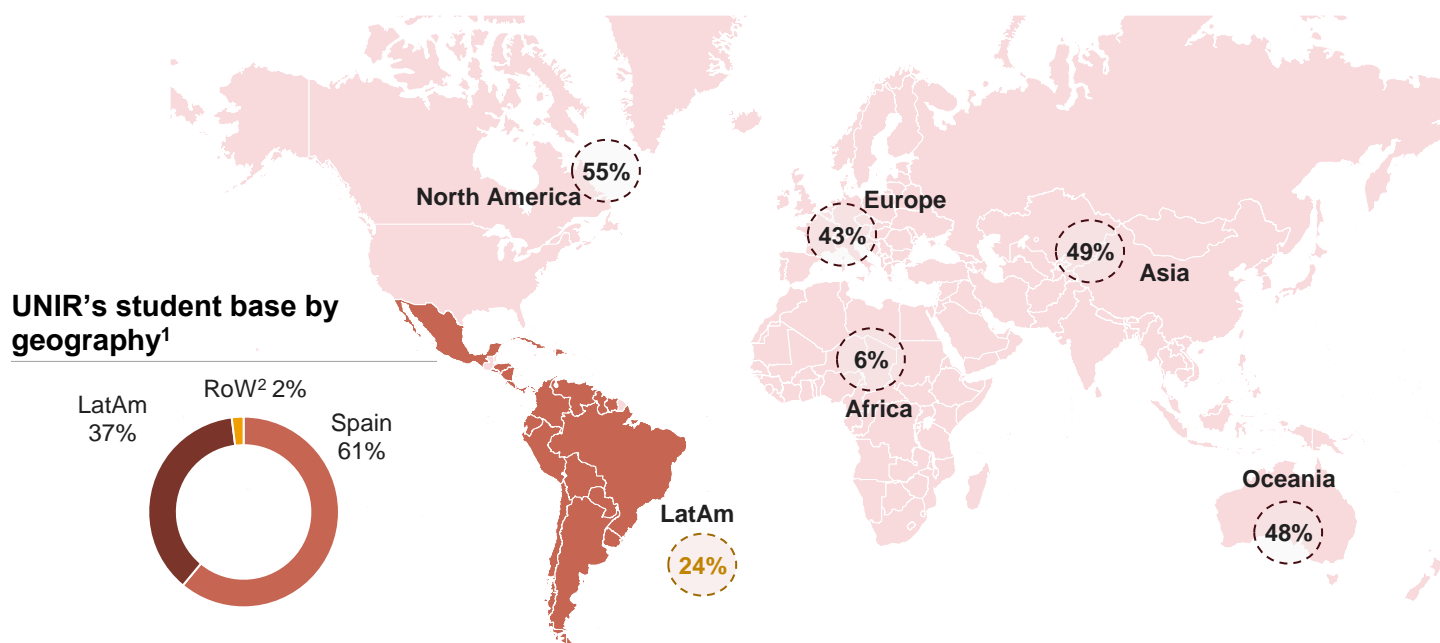 55%
North America
Europe
43%
49%
Asia
UNIR’s student base by
geography1
6%
Africa
RoW2 2%
LatAm
37%
Spain
61%
Oceania
48%
LatAm
24%